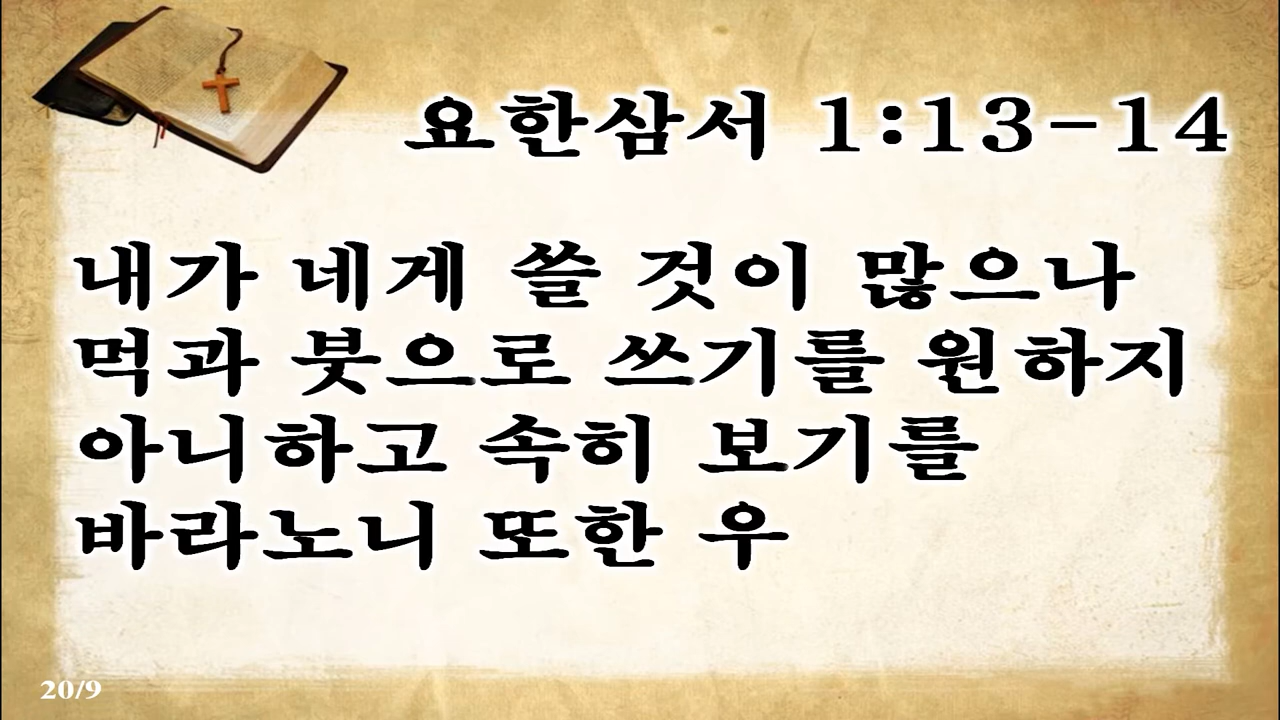 요한삼서 1:13-14
내가 네게 쓸 것이 많으나
먹과 붓으로 쓰기를 원하지
아니하고 속히 보기를
바라노니 또한 우
20/9